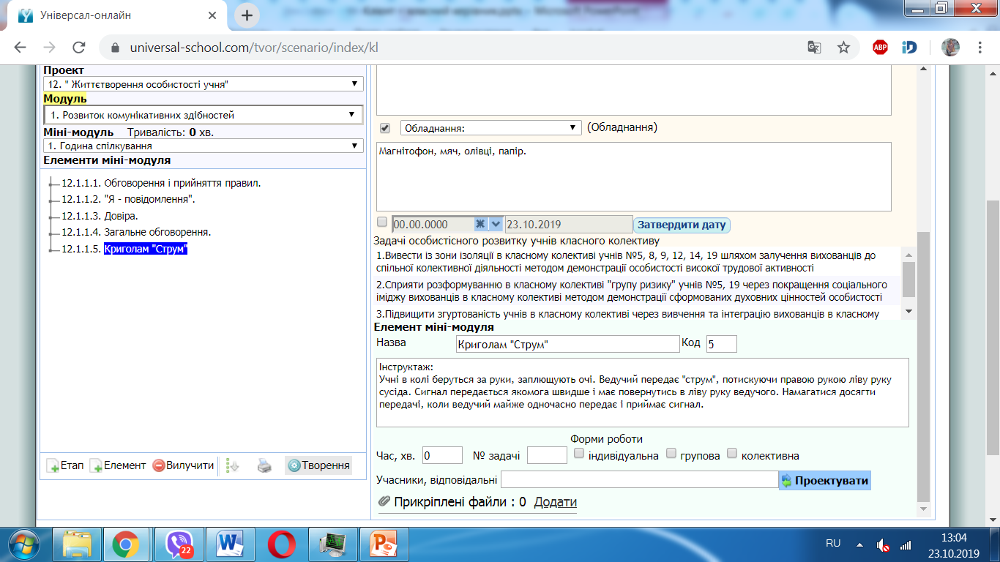 Універсал-онлайн
universal-school.com/tvor/scenario/index/kl
ABP
Проект
12. " Життєтворення особистості учня"
Модуль
1. Розвиток комунікативних здібностей
Міні-модуль Тривалість: 0 хв.
1. Година спілкування
Елементи міні-модуля
12.1.1.1. Обговорення і прийняття правил.
12.1.1.2. "Я - повідомлення".
12.1.1.3. Довіра.
12.1.1.4. Загальне обговорення.
12.1.1.5. Криголам "Струм"
Етап Елемент Вилучити Творення
Обладнання: (Обладнання)
Магнітофон, мяч, олівці, папір.
00.00.0000 23.10.2019 Затвердити дату
Задачі особистісного розвитку учнів класного колективу
1.Вивести із зони ізоляції в класному колективі учнів №5, 8, 9, 12, 14, 19 шляхом залучення вихованців до
спільної колективної діяльності методом демонстрації особистості високої трудової активності
2.Сприяти розформуванню в класному колективі "групу ризику" учнів №5, 19 через покращення соціального
іміджу вихованців в класному колективі методом демонстрації сформованих духовних цінностей особистості
3.Підвищити згуртованість учнів в класному колективі через вивчення та інтеграцію вихованців в класному
Елемент міні-модуля
Назва Криголам "Струм" Код 5
Інструктаж:
Учні в колі беруться за руки, заплющують очі. Ведучий передає "струм", потискуючи правою рукою ліву руку
сусіда. Сигнал передається якомога швидше і має повернутись в ліву руку ведучого. Намагатися досягти
передачі, коли ведучий майже одночасно передає і приймає сигнал.
Форми роботи
Час, хв. 0 № задачі індивідуальна групова колективна
Учасники, відповідальні Проектувати
Прикріплені файли : 0 Додати
22
RU
13:04
23.10.2019